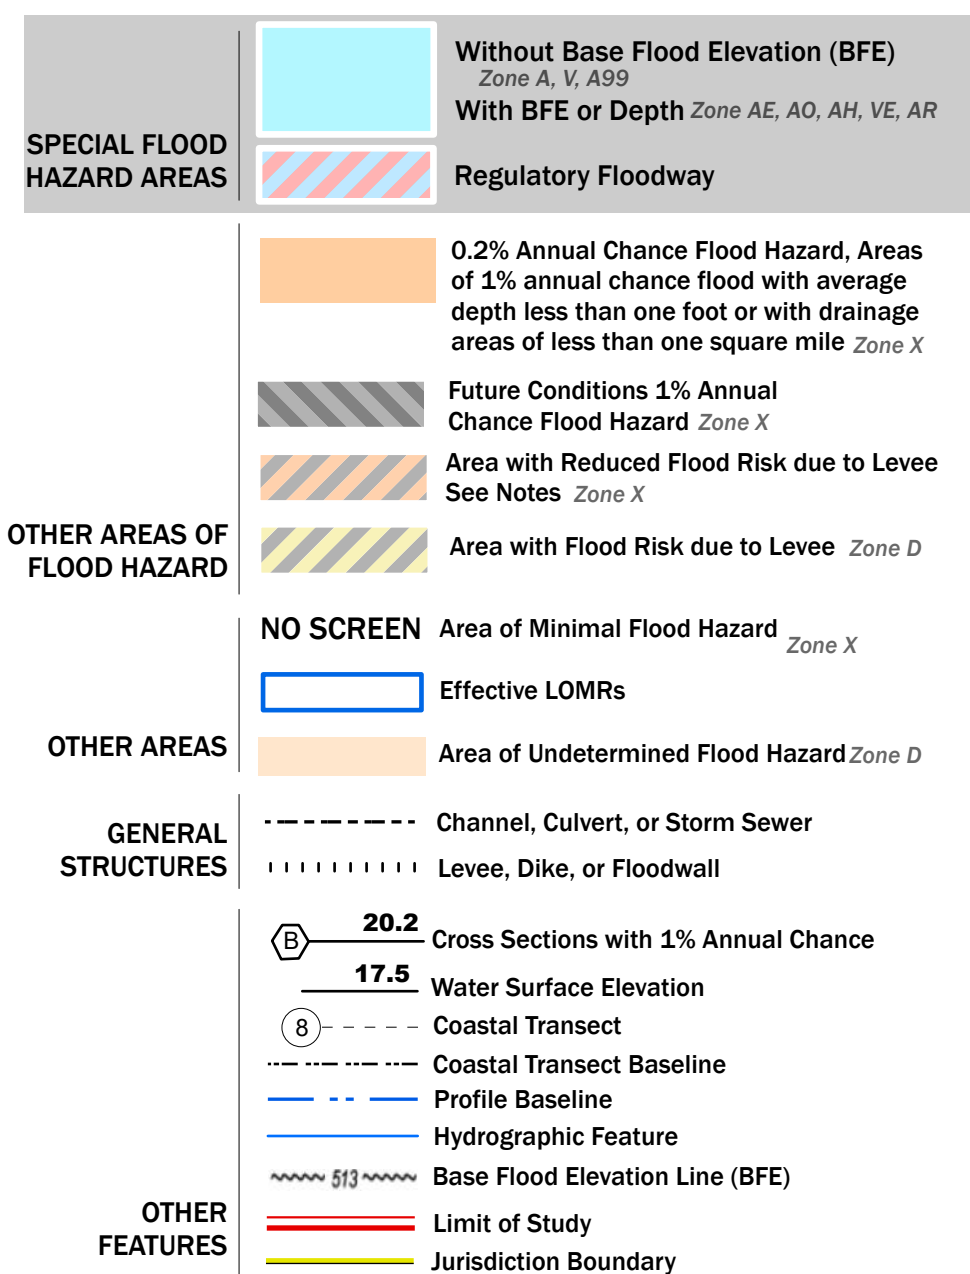 SPECIAL FLOOD
HAZARD AREAS
Without Base Flood Elevation (BFE)
Zone A, V, A99
With BFE or Depth Zone AE, AO, AH, VE, AR
Regulatory Floodway
OTHER AREAS OF
FLOOD HAZARD
0.2% Annual Chance Flood Hazard, Areas
of 1% annual chance flood with average
depth less than one foot or with drainage
areas of less than one square mile Zone X
Future Conditions 1% Annual
Chance Flood Hazard Zone X
Area with Reduced Flood Risk due to Levee
See Notes Zone X
Area with Flood Risk due to Levee Zone D
OTHER AREAS
NO SCREEN Area of Minimal Flood Hazard Zone X
Effective LOMRs
Area of Undetermined Flood Hazard Zone D
GENERAL
STRUCTURES
Channel, Culvert, or Storm Sewer
Levee, Dike, or Floodwall
OTHER
FEATURES
B 20.2 Cross Sections with 1% Annual Chance
17.5 Water Surface Elevation
8 Coastal Transect
Coastal Transect Baseline
Profile Baseline
Hydrographic Feature
513 Base Flood Elevation Line (BFE)
Limit of Study
Jurisdiction Boundary